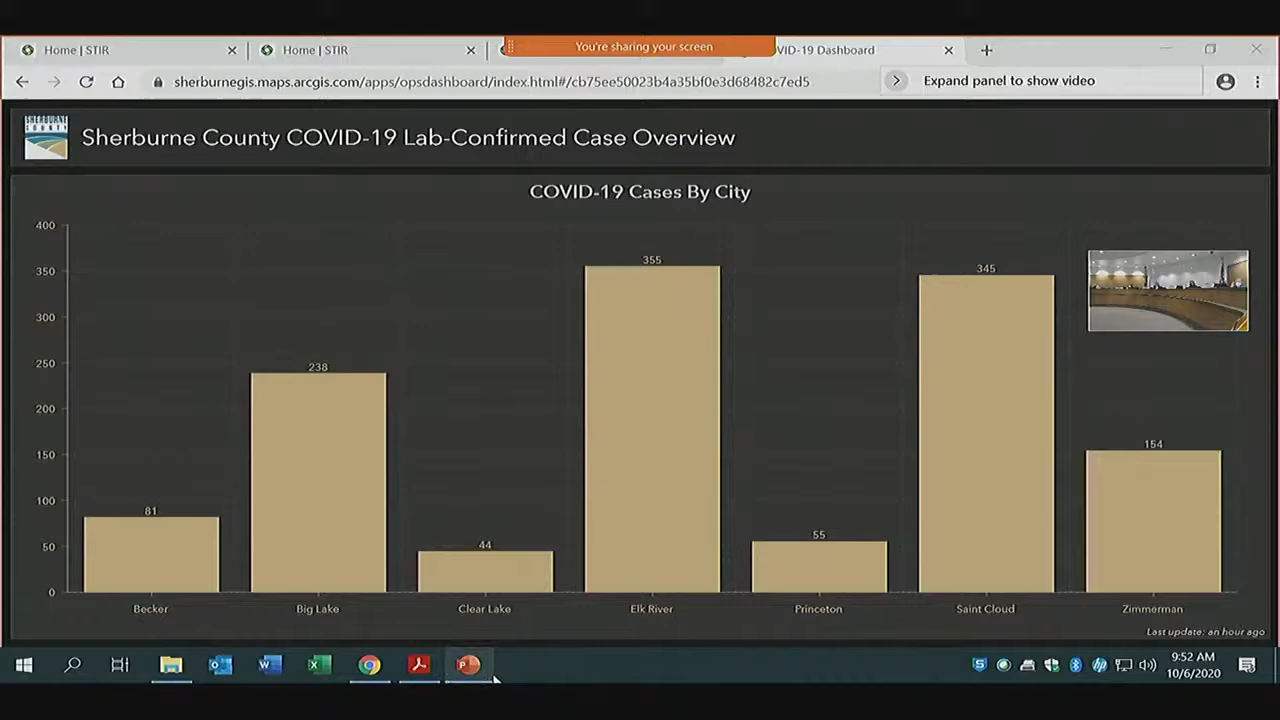 Home | STIR
Home | STIR
VID-19 Dashboard
You're sharing your screen
sherburnegis.maps.arcgis.com/apps/opsdashboard/index.html#/cb75ee50023b4a35bf0e3d68482c7ed5
Expand panel to show video
SHERBURNE
COUNTY
Sherburne County COVID-19 Lab-Confirmed Case Overview
COVID-19 Cases By City
400
350
300
250
200
150
100
50
0
81
238
44
355
55
345
154
Becker
Big Lake
Clear Lake
Elk River
Princeton
Saint Cloud
Zimmerman
Last update: an hour ago
9:52 AM
10/6/2020